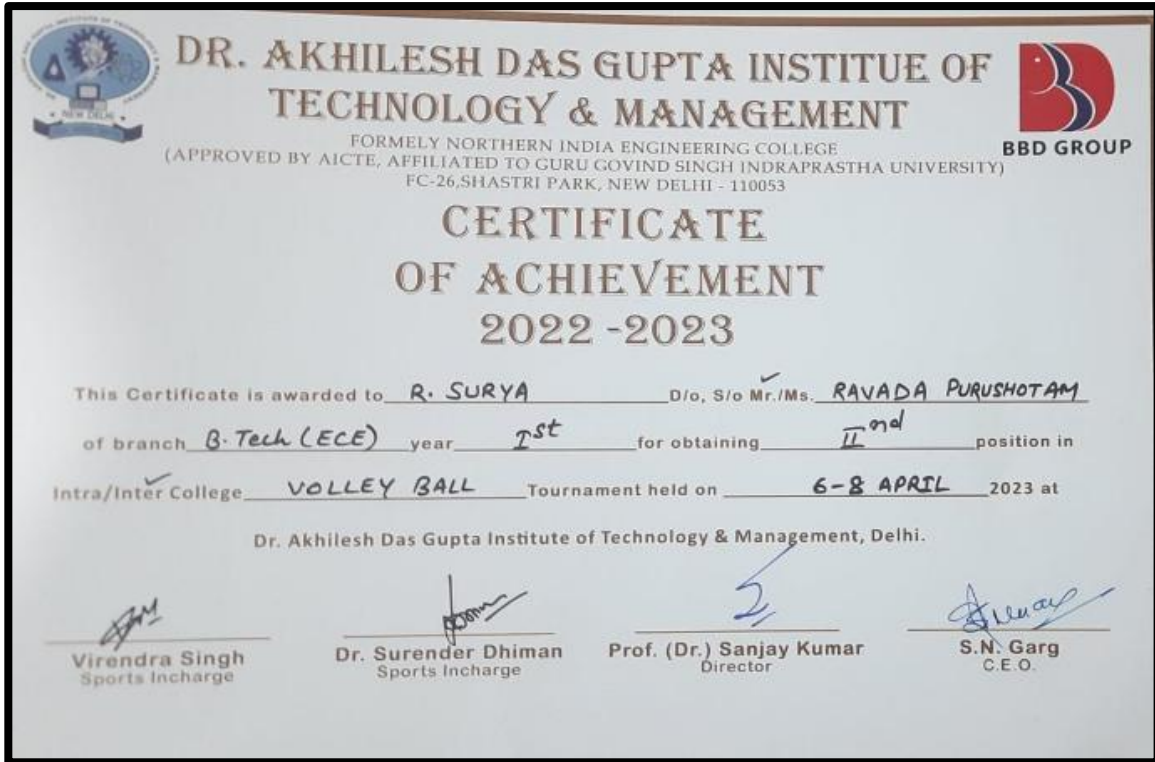 NEW DELHI
DR. AKHILESH DAS GUPTA INSTITUE OF
TECHNOLOGY & MANAGEMENT
BBD GROUP
FORMELY NORTHERN INDIA ENGINEERING COLLEGE
(APPROVED BY AICTE, AFFILIATED TO GURU GOVIND SINGH INDRAPRASTHA UNIVERSITY)
FC-26,SHASTRI PARK, NEW DELHI - 110053
CERTIFICATE
OF ACHIEVEMENT
2022 -2023
This Certificate is awarded to R. SURYA D/o, S/o Mr./Ms. RAVADA PURUSHOTAM
of branch B. Tech (ECE) year Ist for obtaining IInd position in
Intra/Inter College VOLLEY BALL Tournament held on 6-8 APRIL 2023 at
Dr. Akhilesh Das Gupta Institute of Technology & Management, Delhi.
Virendra Singh
Sports Incharge
Dr. Surender Dhiman
Sports Incharge
Prof. (Dr.) Sanjay Kumar
Director
S.N. Garg
C.E.O.